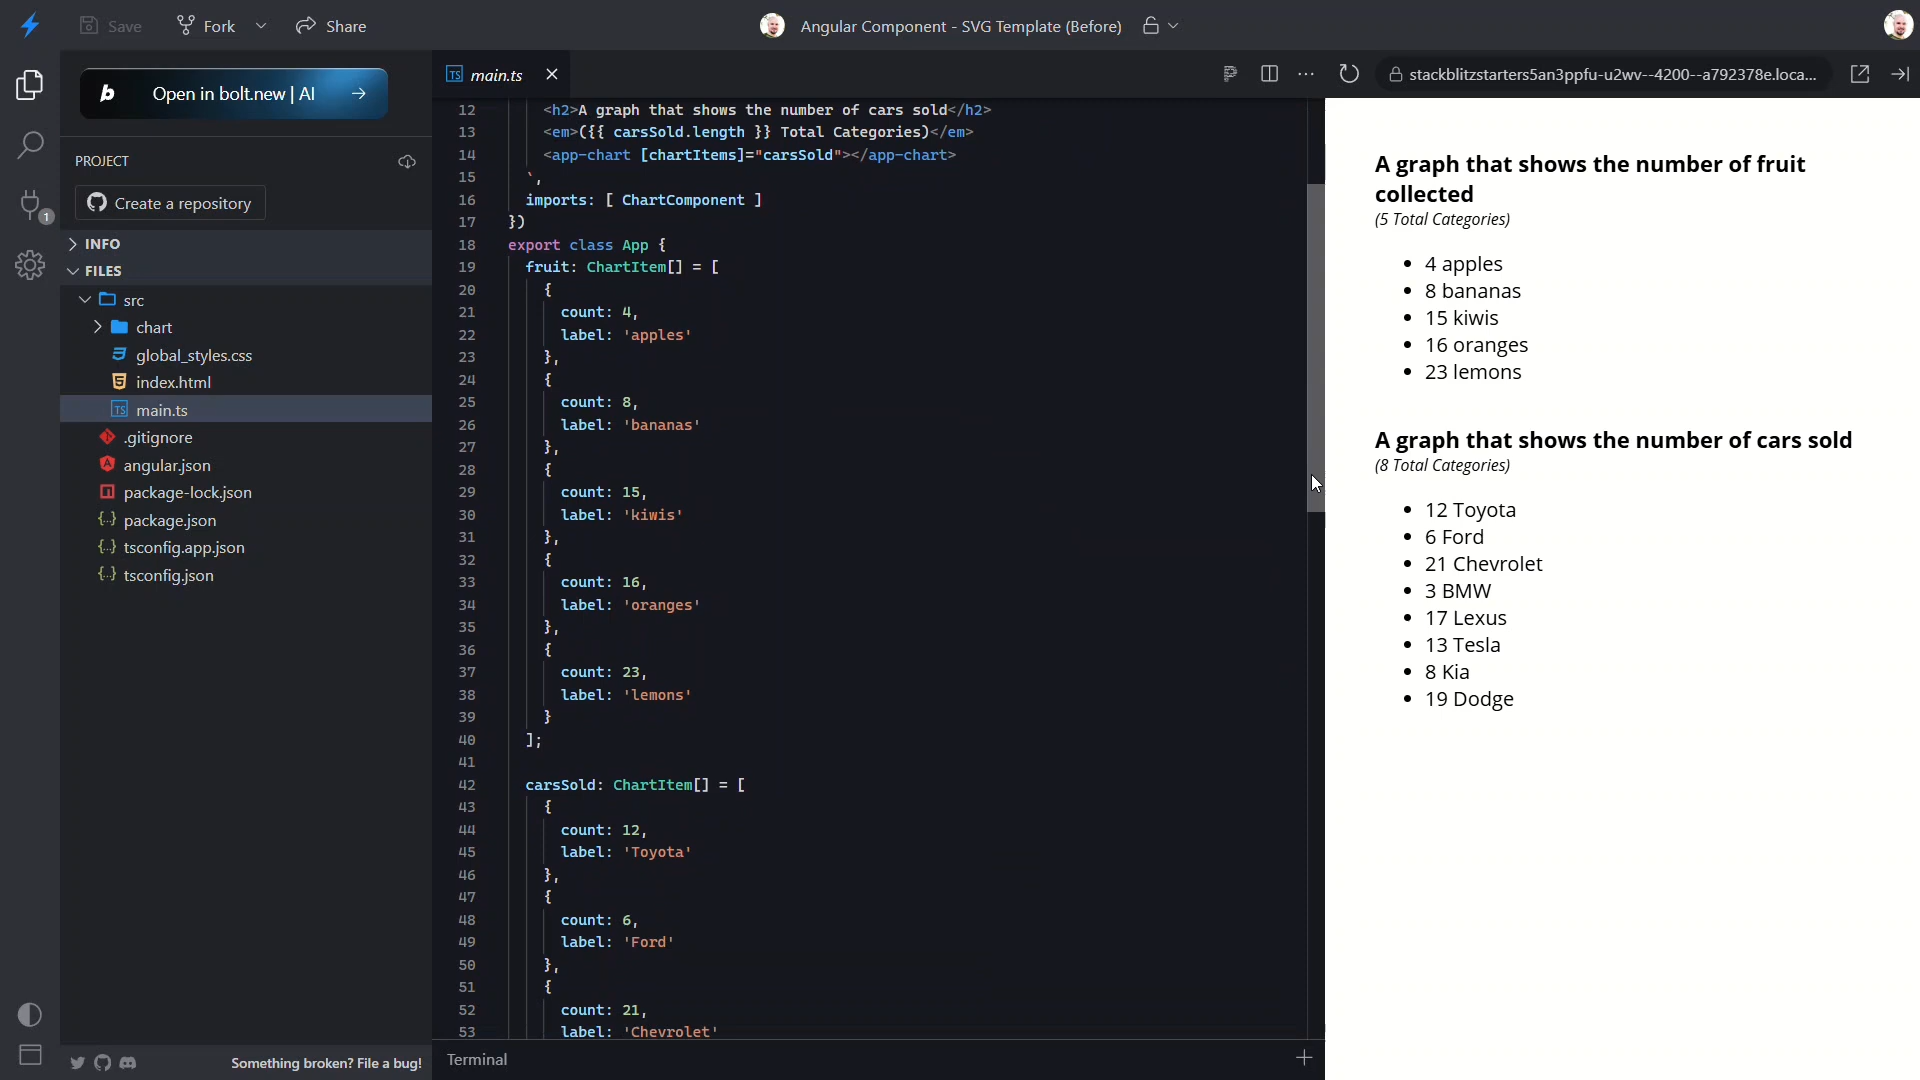 Save
Fork
Share
Angular Component - SVG Template (Before)
b Open in bolt.new | AI
PROJECT
Create a repository
1
INFO
FILES
src
chart
global_styles.css
index.html
TS main.ts
.gitignore
angular.json
package-lock.json
{..} package.json
{..} tsconfig.app.json
{..} tsconfig.json
Something broken? File a bug!
TS main.ts
12 <h2>A graph that shows the number of cars sold</h2>
13 <em>({{ carsSold.length }} Total Categories)</em>
14 <app-chart [chartItems]="carsSold"></app-chart>
15 `,
16 imports: [ ChartComponent ]
17 })
18 export class App {
19 fruit: ChartItem[] = [
20 {
21 count: 4,
22 label: 'apples'
23 },
24 {
25 count: 8,
26 label: 'bananas'
27 },
28 {
29 count: 15,
30 label: 'kiwis'
31 },
32 {
33 count: 16,
34 label: 'oranges'
35 },
36 {
37 count: 23,
38 label: 'lemons'
39 }
40 ];
41
42 carsSold: ChartItem[] = [
43 {
44 count: 12,
45 label: 'Toyota'
46 },
47 {
48 count: 6,
49 label: 'Ford'
50 },
51 {
52 count: 21,
53 label: 'Chevrolet'
Terminal
stackblitzstarters5an3ppfu-u2wv--4200--a792378e.loca...
A graph that shows the number of fruit
collected
(5 Total Categories)
• 4 apples
• 8 bananas
• 15 kiwis
• 16 oranges
• 23 lemons
A graph that shows the number of cars sold
(8 Total Categories)
• 12 Toyota
• 6 Ford
• 21 Chevrolet
• 3 BMW
• 17 Lexus
• 13 Tesla
• 8 Kia
• 19 Dodge